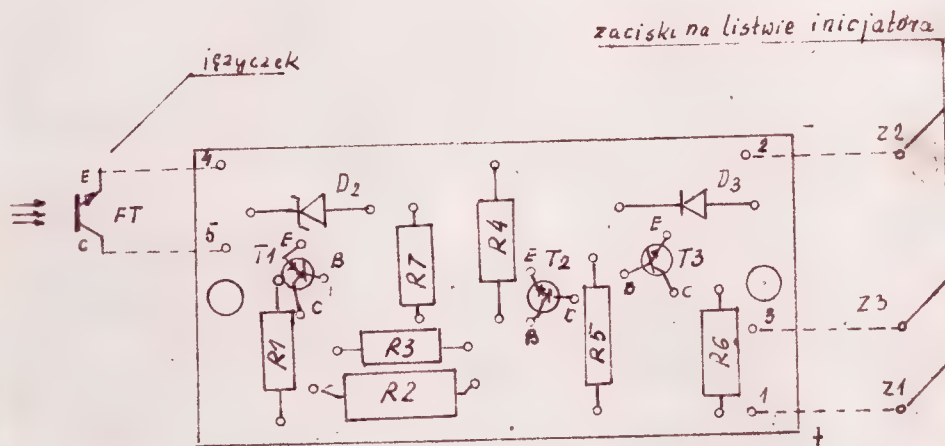 zaciski na listwie inicjatora
języczek
-
4
2
Z2
E
D2
D3
FT
5
R4
E
C
T1
E
B
R7
E
T2
T3
B
C
C
E
B
R1
R3
R5
R6
3
Z3
R2
1
Z1
+